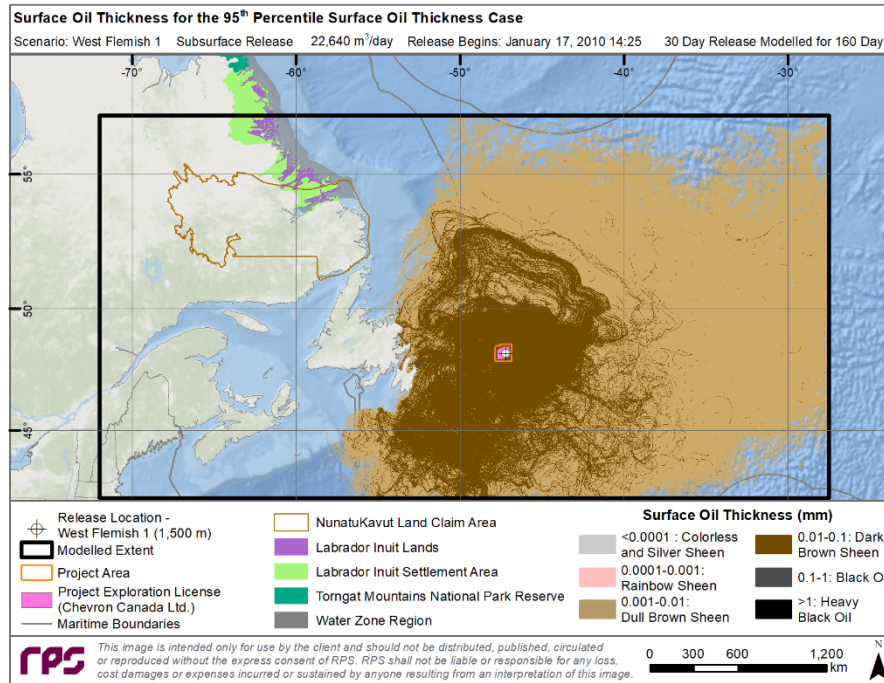 Surface Oil Thickness for the 95th Percentile Surface Oil Thickness Case
Scenario: West Flemish 1 Subsurface Release 22,640 m³/day Release Begins: January 17, 2010 14:25 30 Day Release Modelled for 160 Day
-70° -60° -50° -40° -30°
55°
50°
45°
Release Location -
West Flemish 1 (1,500 m)
Modelled Extent
Project Area
Project Exploration License
(Chevron Canada Ltd.)
Maritime Boundaries
NunatuKavut Land Claim Area
Labrador Inuit Lands
Labrador Inuit Settlement Area
Torngat Mountains National Park Reserve
Water Zone Region
Surface Oil Thickness (mm)
<0.0001 : Colorless
and Silver Sheen
0.0001-0.001:
Rainbow Sheen
0.001-0.01:
Dull Brown Sheen
0.01-0.1: Dark
Brown Sheen
0.1-1: Black O
>1: Heavy
Black Oil
RPS
This image is intended only for use by the client and should not be distributed, published, circulated
or reproduced without the express consent of RPS. RPS shall not be liable or responsible for any loss,
cost damages or expenses incurred or sustained by anyone resulting from an interpretation of this image.
0 300 600 1,200
km
N